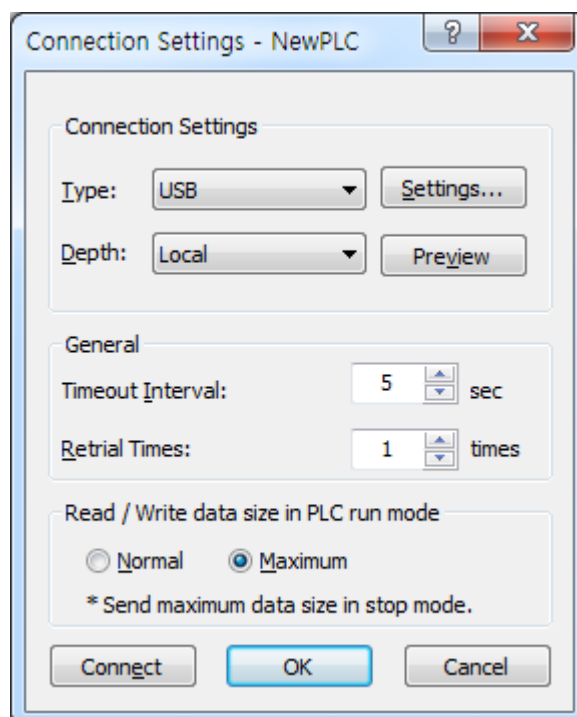 Connection Settings - NewPLC
Connection Settings
Type: USB Settings...
Depth: Local Preview
General
Timeout Interval: 5 sec
Retrial Times: 1 times
Read / Write data size in PLC run mode
Normal Maximum
* Send maximum data size in stop mode.
Connect OK Cancel